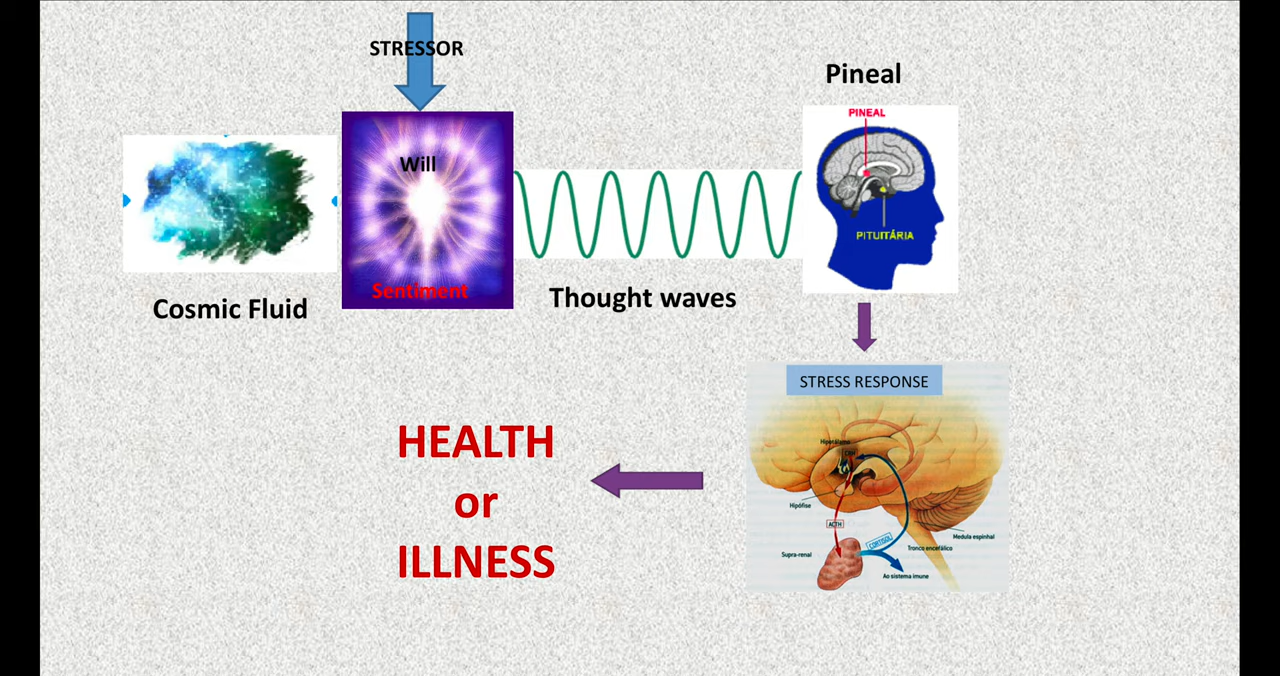 STRESSOR
Pineal
PINEAL
Will
PITUITÁRIA
Sentiment
Cosmic Fluid
Thought waves
STRESS RESPONSE
Hipotálamo
CRH
Hipófise
ACTH
CORTISOL
Medula espinhal
Supra-renal
Tronco encefálico
Ao sistema imune
HEALTH
or
ILLNESS